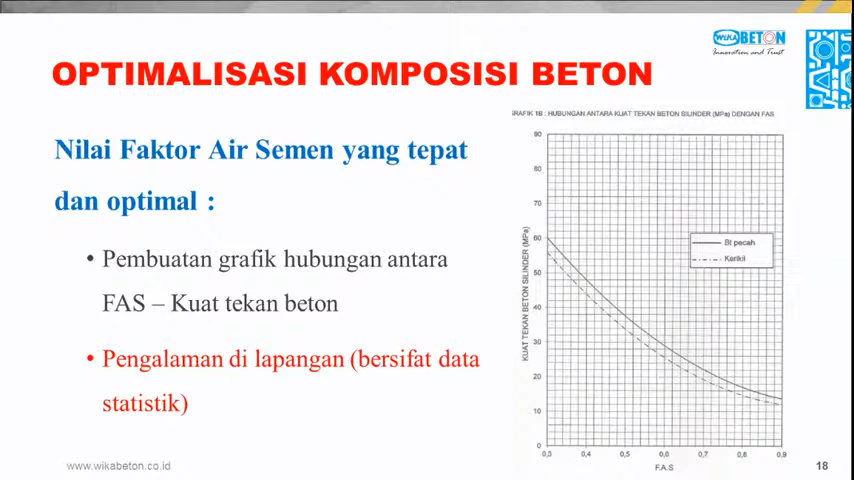 WIKA BETON
Innovation and Trust
OPTIMALISASI KOMPOSISI BETON
Nilai Faktor Air Semen yang tepat
dan optimal :
• Pembuatan grafik hubungan antara
FAS – Kuat tekan beton
• Pengalaman di lapangan (bersifat data
statistik)
GRAFIK 1B : HUBUNGAN ANTARA KUAT TEKAN BETON SILINDER (MPa) DENGAN FAS
KUAT TEKAN BETON SILINDER (MPa)
90
80
70
60
50
40
30
20
10
0
Bt pecah
Kerikil
0,3 0,4 0,5 0,6 0,7 0,8 0,9
F.A.S
www.wikabeton.co.id
18